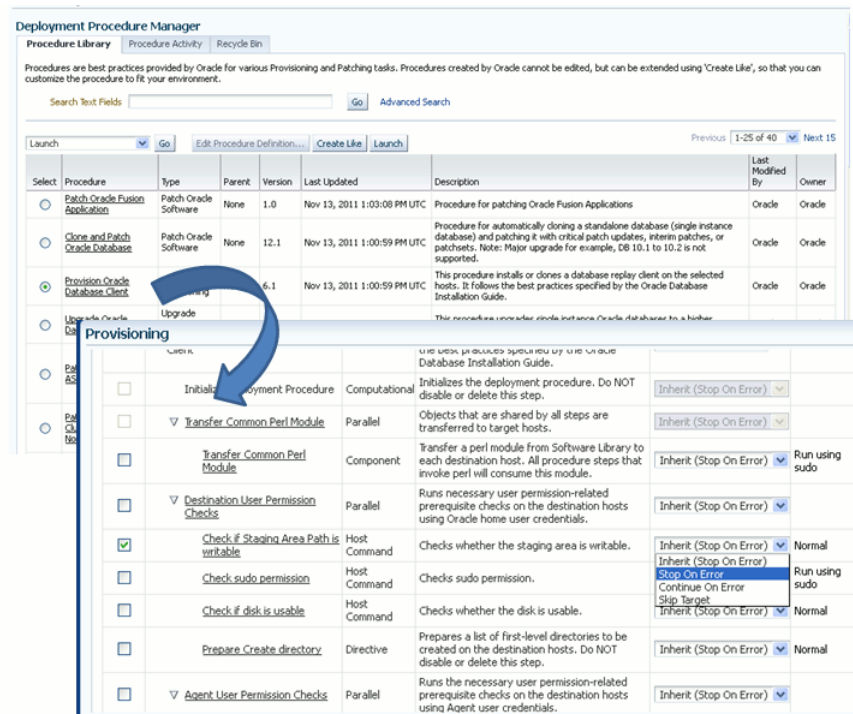 Deployment Procedure Manager
Procedure Library Procedure Activity Recycle Bin
Procedures are best practices provided by Oracle for various Provisioning and Patching tasks. Procedures created by Oracle cannot be edited, but can be extended using 'Create Like', so that you can
customize the procedure to fit your environment.
Search Text Fields Go Advanced Search
Launch Go Edit Procedure Definition... Create Like Launch Previous 1-25 of 40 Next 15
Select Procedure Type Parent Version Last Updated Description Last Modified By Owner
Patch Oracle Fusion Application Patch Oracle Software None 1.0 Nov 13, 2011 1:03:08 PM UTC Procedure for patching Oracle Fusion Applications Oracle Oracle
Clone and Patch Oracle Database Patch Oracle Software None 12.1 Nov 13, 2011 1:00:59 PM UTC Procedure for automatically cloning a standalone database (single instance
database) and patching it with critical patch updates, interim patches, or
patchsets. Note: Major upgrade for example, DB 10.1 to 10.2 is not
supported. Oracle Oracle
Provision Oracle Database Client 6.1 Nov 13, 2011 1:00:59 PM UTC This procedure installs or clones a database replay client on the selected
hosts. It follows the best practices specified by the Oracle Database
Installation Guide. Oracle Oracle
Upgrade Oracle Upgrade This procedure upgrades single instance Oracle databases to a higher
Provisioning
Client the best practices specified by the Oracle
Database Installation Guide.
Deployment Procedure Computational Initializes the deployment procedure. Do NOT
disable or delete this step. Inherit (Stop On Error)
Transfer Common Perl Module Parallel Objects that are shared by all steps are
transferred to target hosts. Inherit (Stop On Error)
Transfer Common Perl Module Component Transfer a perl module from Software Library to
each destination host. All procedure steps that
invoke perl will consume this module. Inherit (Stop On Error) Run using sudo
Destination User Permission Checks Parallel Runs necessary user permission-related
prerequisite checks on the destination hosts
using Oracle home user credentials. Inherit (Stop On Error)
Check if Staging Area Path is writable Host Command Checks whether the staging area is writable. Inherit (Stop On Error) Normal
Inherit (Stop On Error)
Stop On Error
Continue On Error
Skip Target
Check sudo permission Host Command Checks sudo permission. Run using sudo
Check if disk is usable Host Command Checks whether the disk is usable. Inherit (Stop On Error) Normal
Prepare Create directory Directive Prepares a list of first-level directories to be
created on the destination hosts. Do NOT
disable or delete this step. Inherit (Stop On Error) Normal
Agent User Permission Checks Parallel Runs the necessary user permission-related
prerequisite checks on the destination hosts
using Agent user credentials. Inherit (Stop On Error)